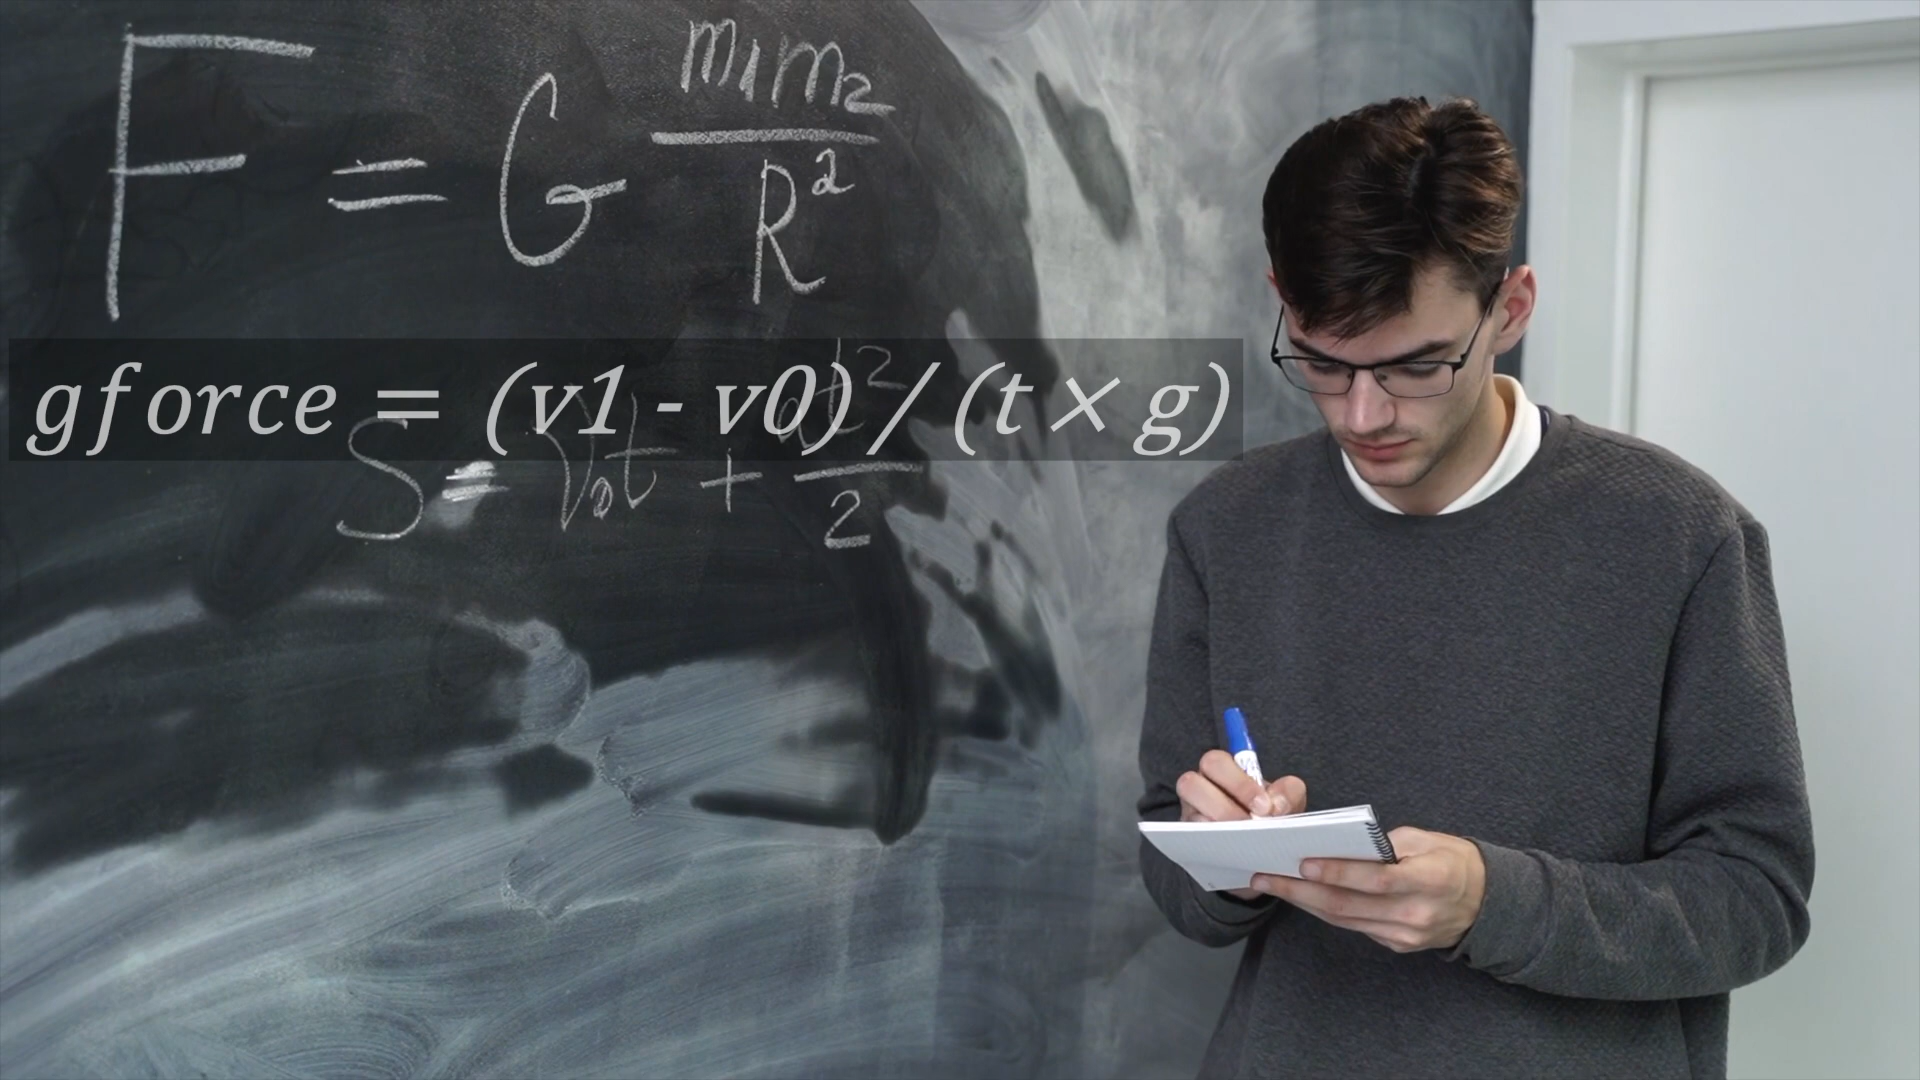 F = G m1m2 / R²
gforce = (v1 - v0) / (t × g)
S = V₀t + at² / 2